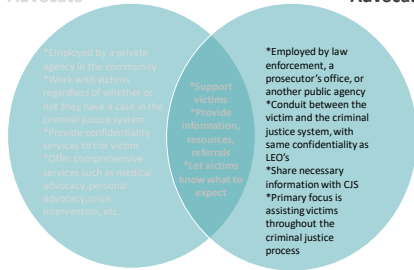 Advocate
Advocat
*Employed by a private
agency in the community
*Work with victims
regardless of whether or
not they have a case in the
criminal justice system
*Provide confidentiality
services to the victim
*Offer comprehensive
services such as medical
advocacy, personal
advocacy, crisis
intervention, etc.
*Support
victims
*Provide
information,
resources,
referrals
*Let victims
know what to
expect
*Employed by law
enforcement, a
prosecutor's office, or
another public agency
*Conduit between the
victim and the criminal
justice system, with
same confidentiality as
LEO's
*Share necessary
information with CJS
*Primary focus is
assisting victims
throughout the
criminal justice
process